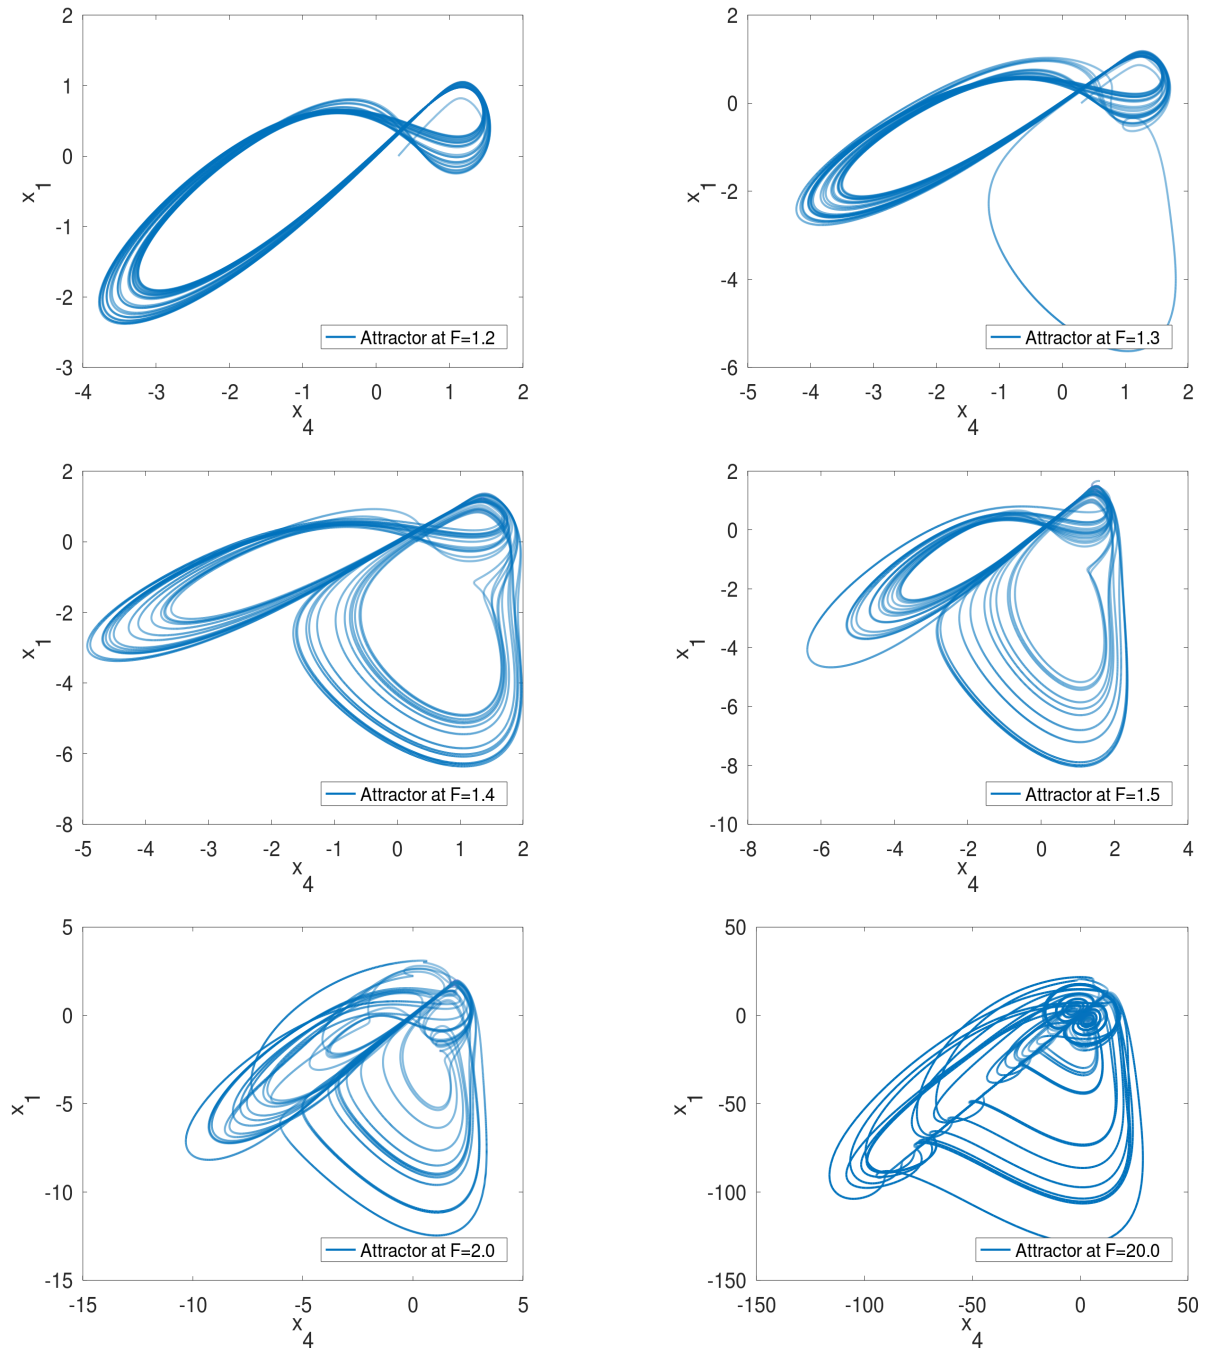 2
1
0
-1
-2
-3
x1
-4 -3 -2 -1 0 1 2
x4
Attractor at F=1.2
2
0
-2
-4
-6
x1
-5 -4 -3 -2 -1 0 1 2
x4
Attractor at F=1.3
2
0
-2
-4
-6
-8
x1
-5 -4 -3 -2 -1 0 1 2
x4
Attractor at F=1.4
2
0
-2
-4
-6
-8
-10
x1
-8 -6 -4 -2 0 2 4
x4
Attractor at F=1.5
5
0
-5
-10
-15
x1
-15 -10 -5 0 5
x4
Attractor at F=2.0
50
0
-50
-100
-150
x1
-150 -100 -50 0 50
x4
Attractor at F=20.0